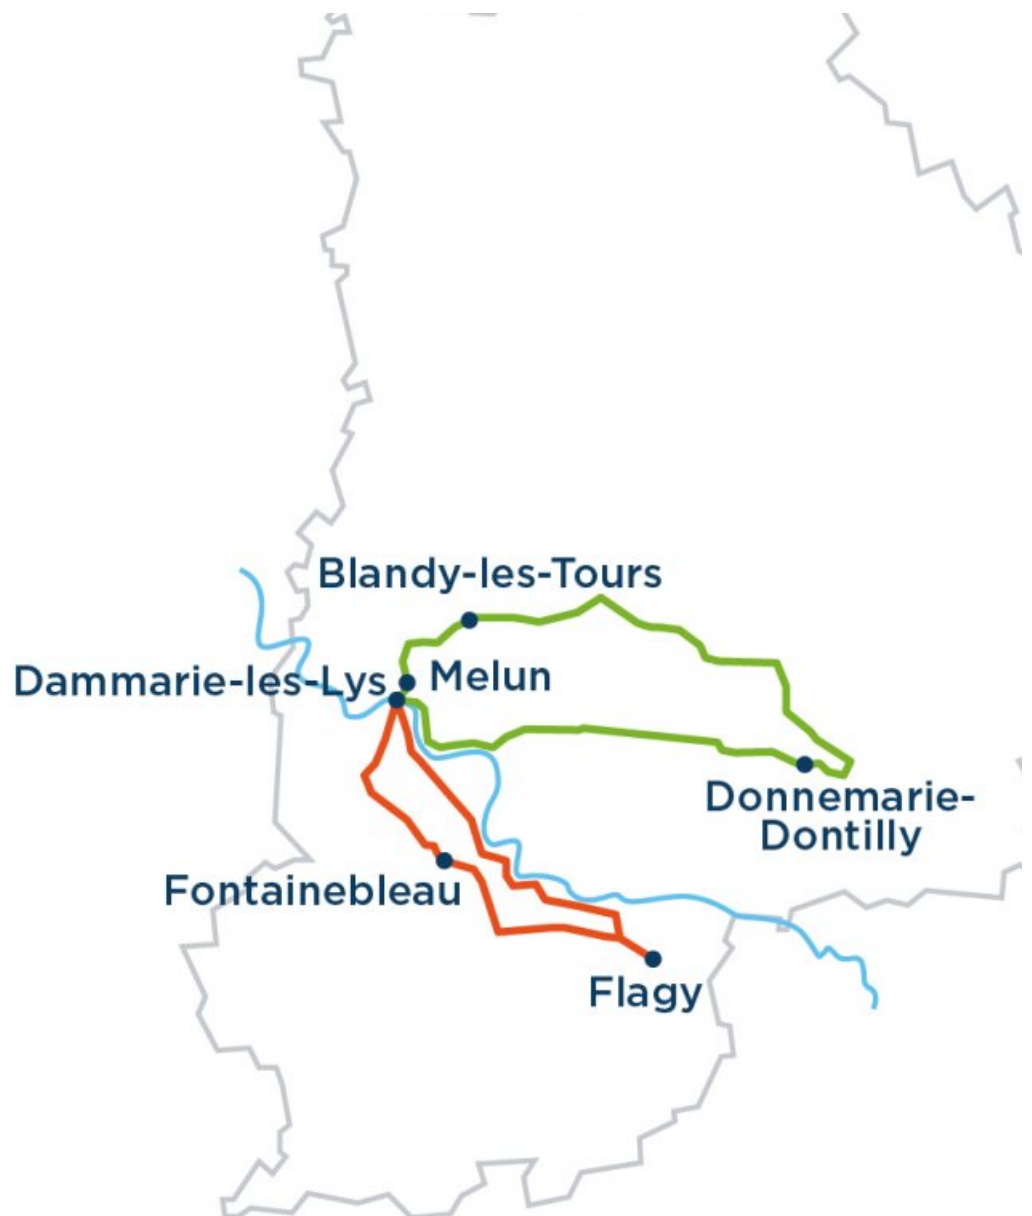 Blandy-les-Tours
Dammarie-les-Lys
Melun
Donnemarie-
Dontilly
Fontainebleau
Flagy